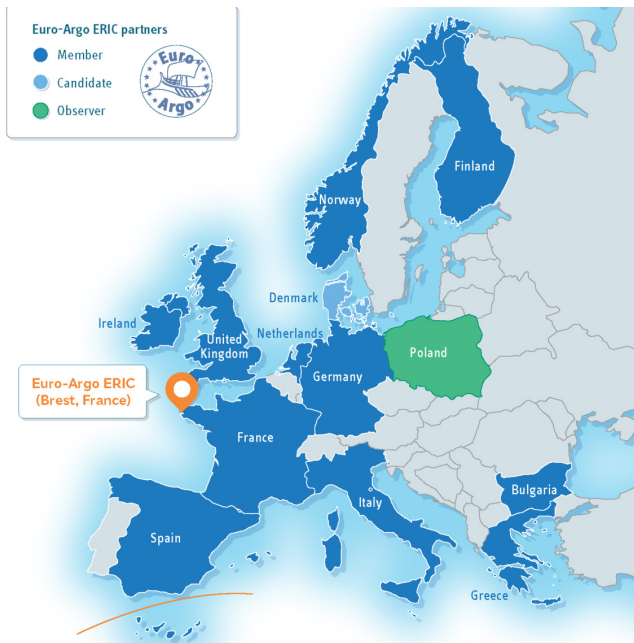 Euro-Argo ERIC partners
Member
Candidate
Observer
Euro
Argo
Finland
Norway
Denmark
Ireland
United
Kingdom
Netherlands
Poland
Germany
Euro-Argo ERIC
(Brest, France)
France
Bulgaria
Italy
Spain
Greece